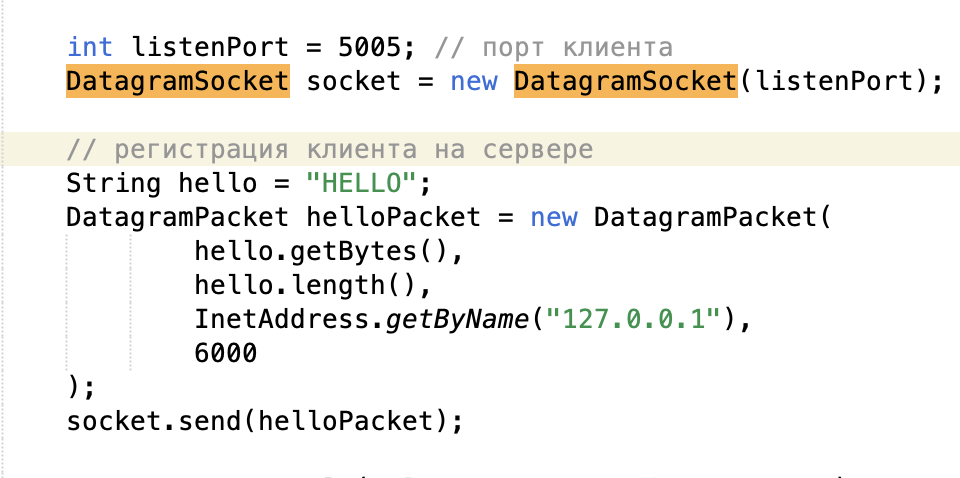 int listenPort = 5005; // порт клиента
DatagramSocket socket = new DatagramSocket(listenPort);
// регистрация клиента на сервере
String hello = "HELLO";
DatagramPacket helloPacket = new DatagramPacket(
hello.getBytes(),
hello.length(),
InetAddress.getByName("127.0.0.1"),
6000
);
socket.send(helloPacket);